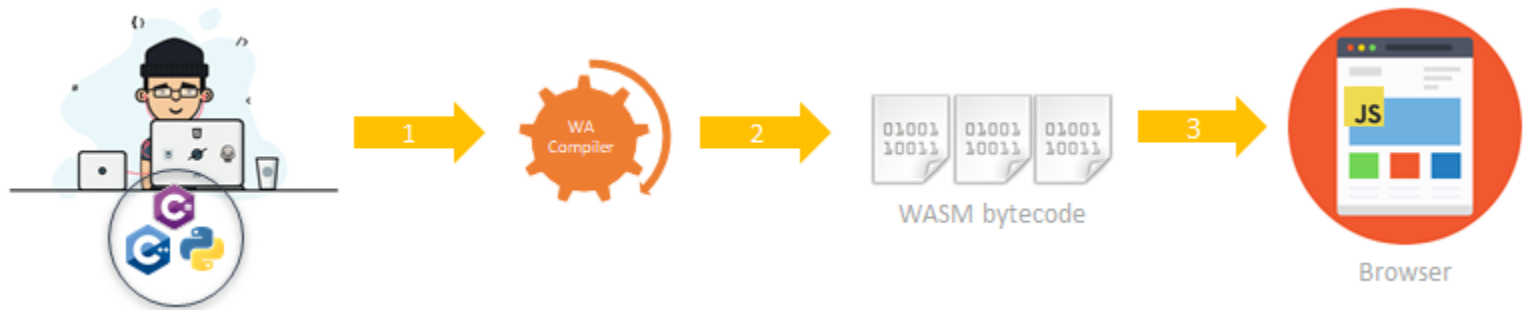 {}
/>
1
WA
Compiler
2
01001
10011
01001
10011
01001
10011
WASM bytecode
3
JS
Browser
C#
C++